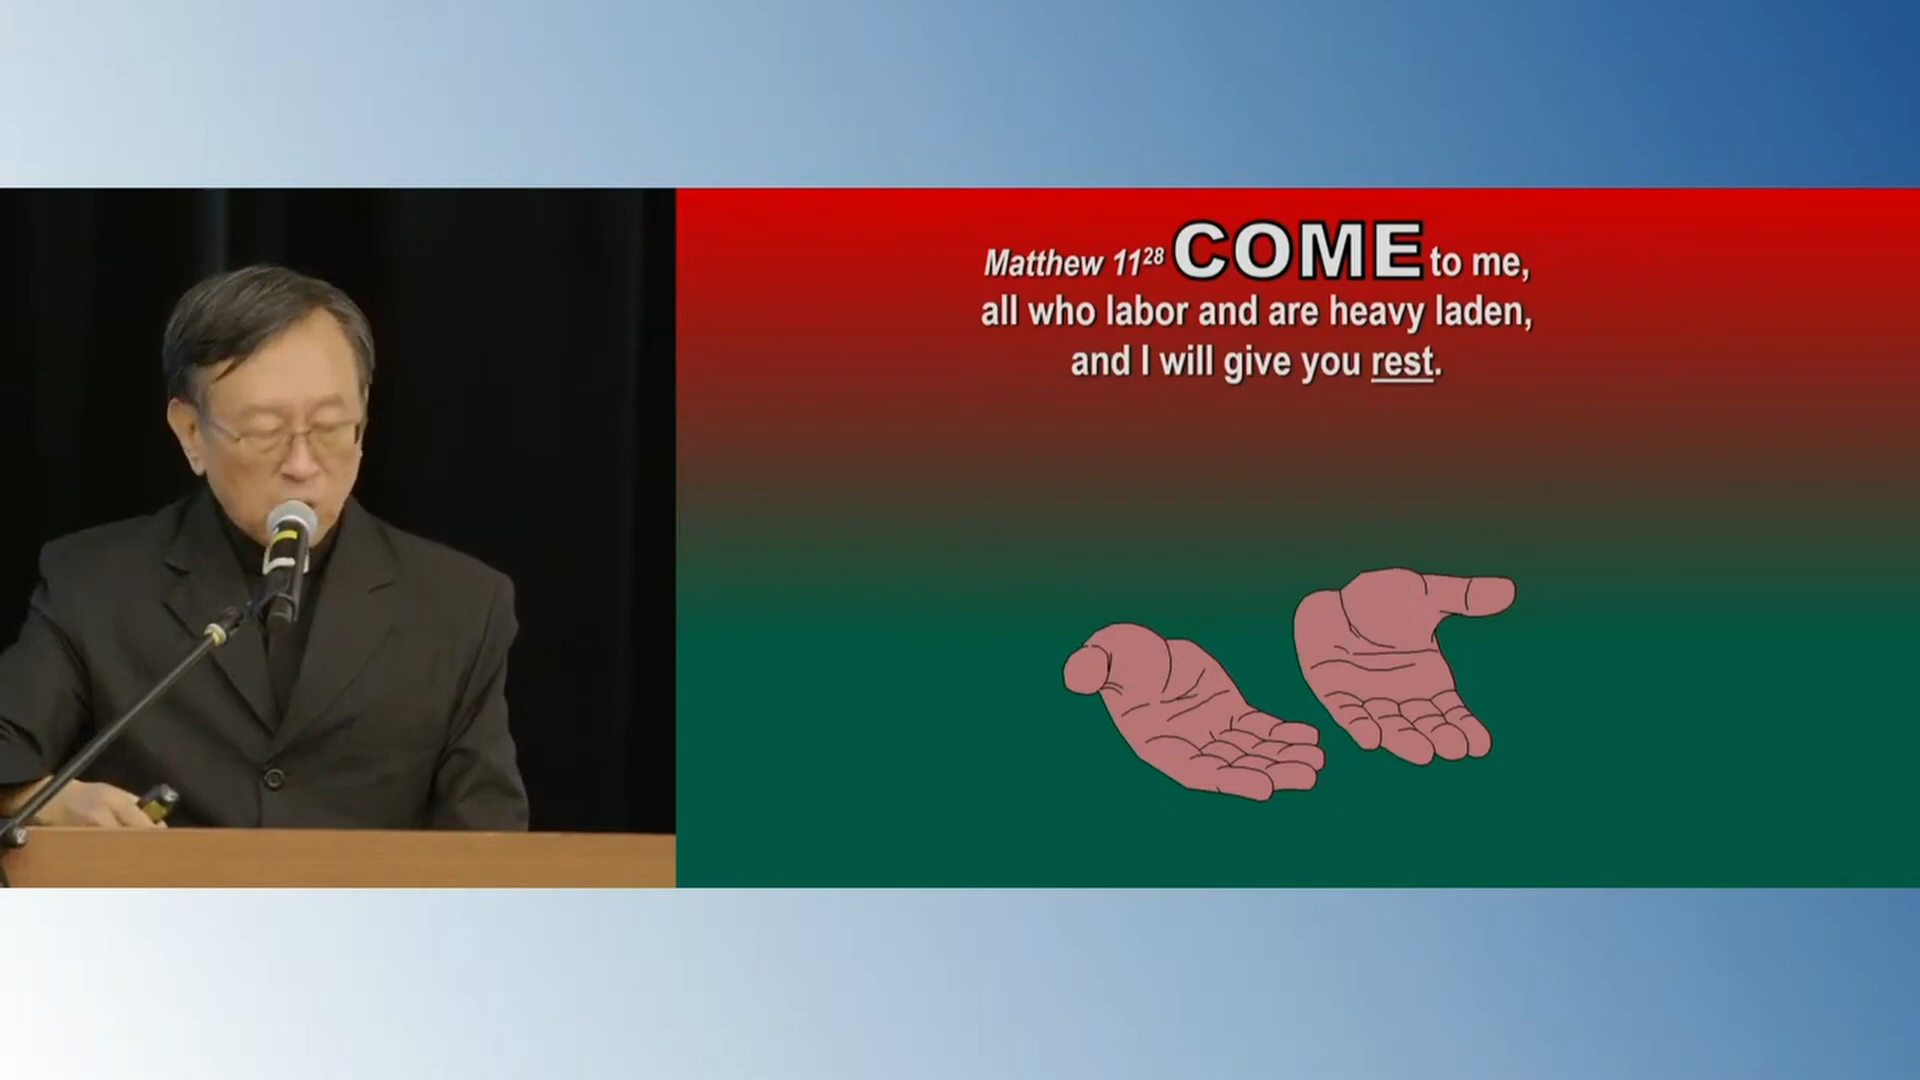 Matthew 11²⁸ COME to me,
all who labor and are heavy laden,
and I will give you rest.